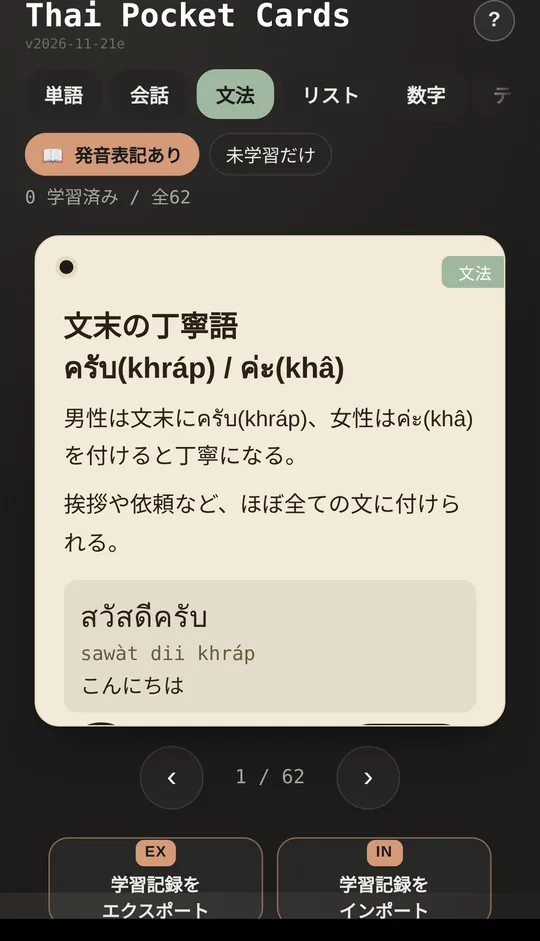 Thai Pocket Cards
?
v2026-11-21e
単語
会話
文法
リスト
数字
テ
📖 発音表記あり
未学習だけ
0 学習済み / 全62
文法
文末の丁寧語
ครับ(khráp) / ค่ะ(khâ)
男性は文末にครับ(khráp)、女性はค่ะ(khâ)
を付けると丁寧になる。
挨拶や依頼など、ほぼ全ての文に付けら
れる。
สวัสดีครับ
sawàt dii khráp
こんにちは
‹
1 / 62
›
EX
学習記録を
エクスポート
IN
学習記録を
インポート